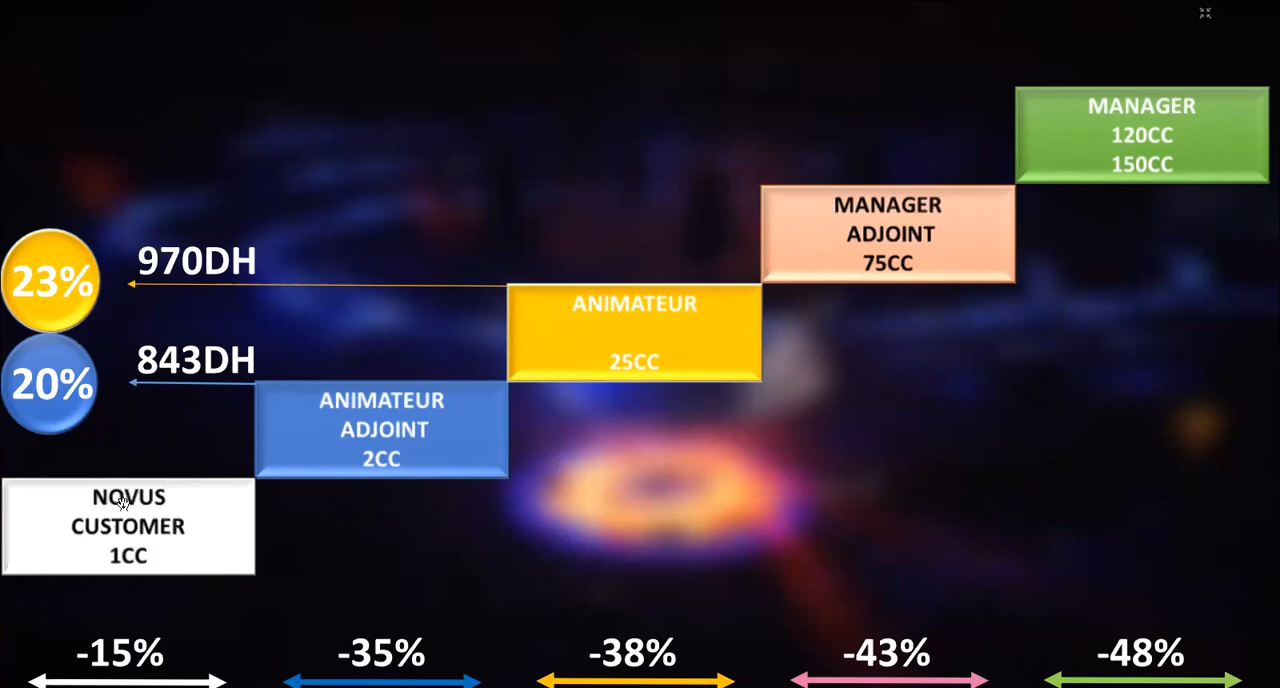 MANAGER
120CC
150CC
MANAGER
ADJOINT
75CC
23%
970DH
ANIMATEUR
25CC
20%
843DH
ANIMATEUR
ADJOINT
2CC
NOVUS
CUSTOMER
1CC
-15%
-35%
-38%
-43%
-48%